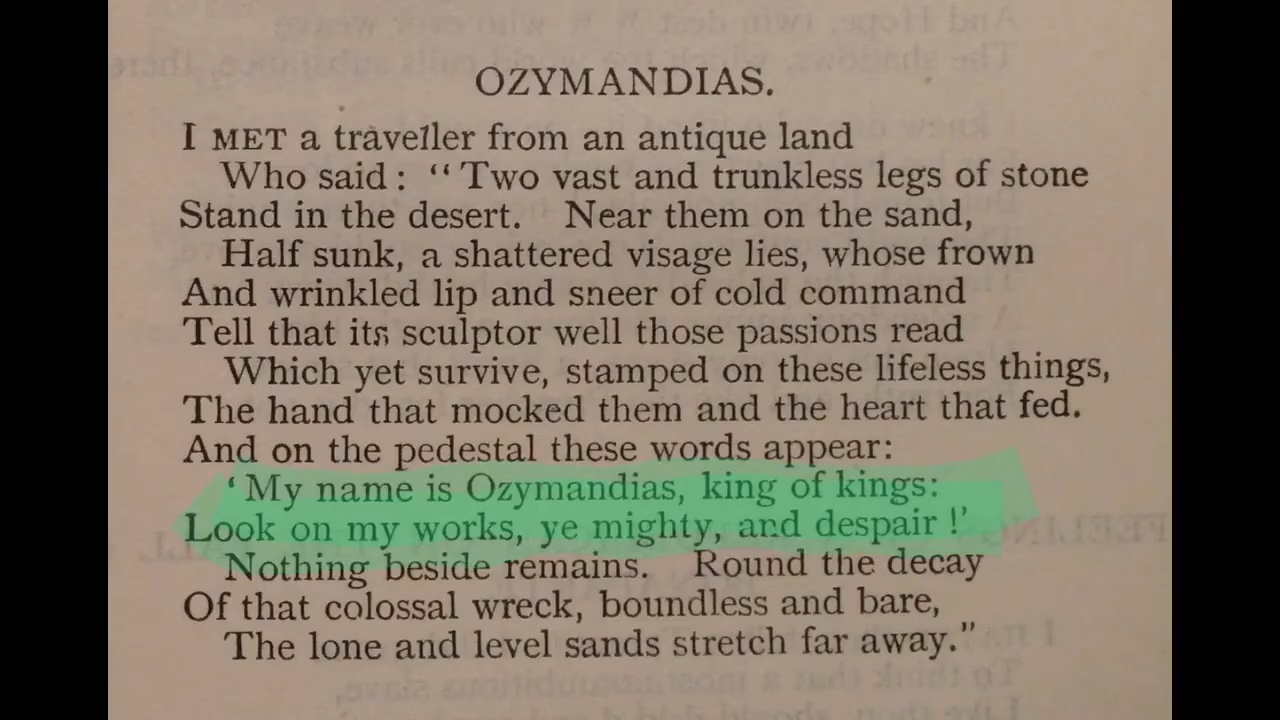 OZYMANDIAS.
I MET a traveller from an antique land
Who said: "Two vast and trunkless legs of stone
Stand in the desert. Near them on the sand,
Half sunk, a shattered visage lies, whose frown
And wrinkled lip and sneer of cold command
Tell that its sculptor well those passions read
Which yet survive, stamped on these lifeless things,
The hand that mocked them and the heart that fed.
And on the pedestal these words appear:
'My name is Ozymandias, king of kings:
Look on my works, ye mighty, and despair!'
Nothing beside remains. Round the decay
Of that colossal wreck, boundless and bare,
The lone and level sands stretch far away."